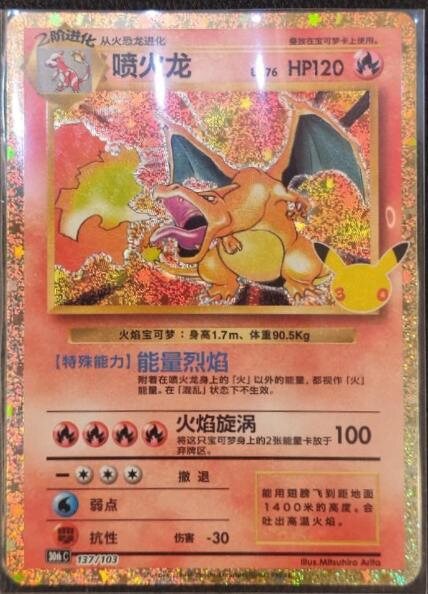 2阶进化 从火恐龙进化 叠放在宝可梦卡上使用。
喷火龙 LV.76 HP120
30
火焰宝可梦：身高1.7m、体重90.5Kg
【特殊能力】能量烈焰
附着在喷火龙身上的「火」以外的能量，都视作「火」
能量。在「混乱」状态下不生效。
火焰旋涡 100
将这只宝可梦身上的2张能量卡放于
弃牌区。
撤退
弱点
抗性 伤害 -30
能用翅膀飞到距地面
1400米的高度。会
吐出高温火焰。
30th C 137/103
Illus.Mitsuhiro Arita